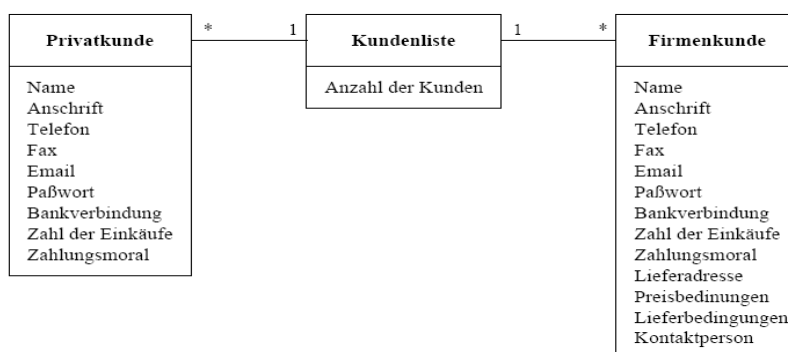 Privatkunde
* 1
Kundenliste
1 *
Firmenkunde
Name
Anschrift
Telefon
Fax
Email
Paßwort
Bankverbindung
Zahl der Einkäufe
Zahlungsmoral
Anzahl der Kunden
Name
Anschrift
Telefon
Fax
Email
Paßwort
Bankverbindung
Zahl der Einkäufe
Zahlungsmoral
Lieferadresse
Preisbedinungen
Lieferbedingungen
Kontaktperson